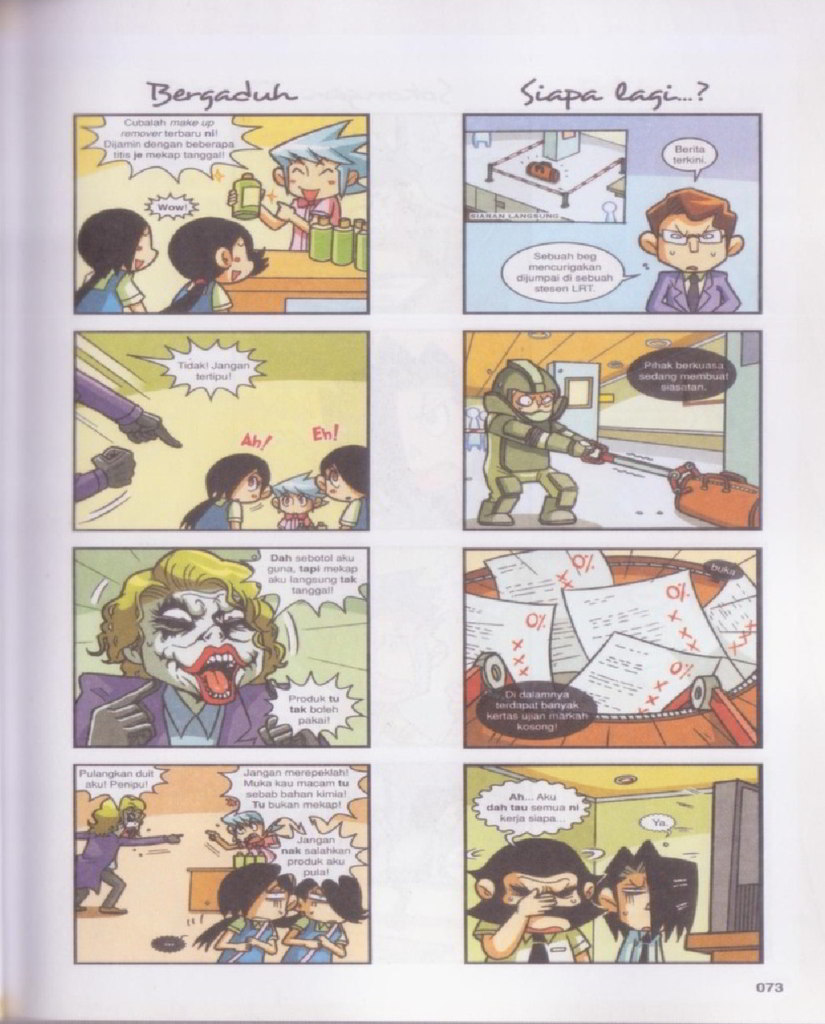 Bergaduh
Cubalah make up
remover terbaru ni!
Dijamin dengan beberapa
titis je mekap tanggal!
Wow!
Tidak! Jangan
tertipu!
Ah!
Eh!
Dah sebotol aku
guna, tapi mekap
aku langsung tak
tanggal!
Produk tu
tak boleh
pakai!
Pulangkan duit
aku! Penipu!
Jangan merepeklah!
Muka kau macam tu
sebab bahan kimia!
Tu bukan mekap!
Jangan
nak salahkan
produk aku
pula!
...
Siapa lagi...?
SIARAN LANGSUNG
Berita
terkini.
Sebuah beg
mencurigakan
dijumpai di sebuah
stesen LRT.
Pihak berkuasa
sedang membuat
siasatan.
buka
0%
0%
0%
0%
Di dalamnya
terdapat banyak
kertas ujian markah
kosong!
Ah... Aku
dah tau semua ni
kerja siapa...
Ya.
073